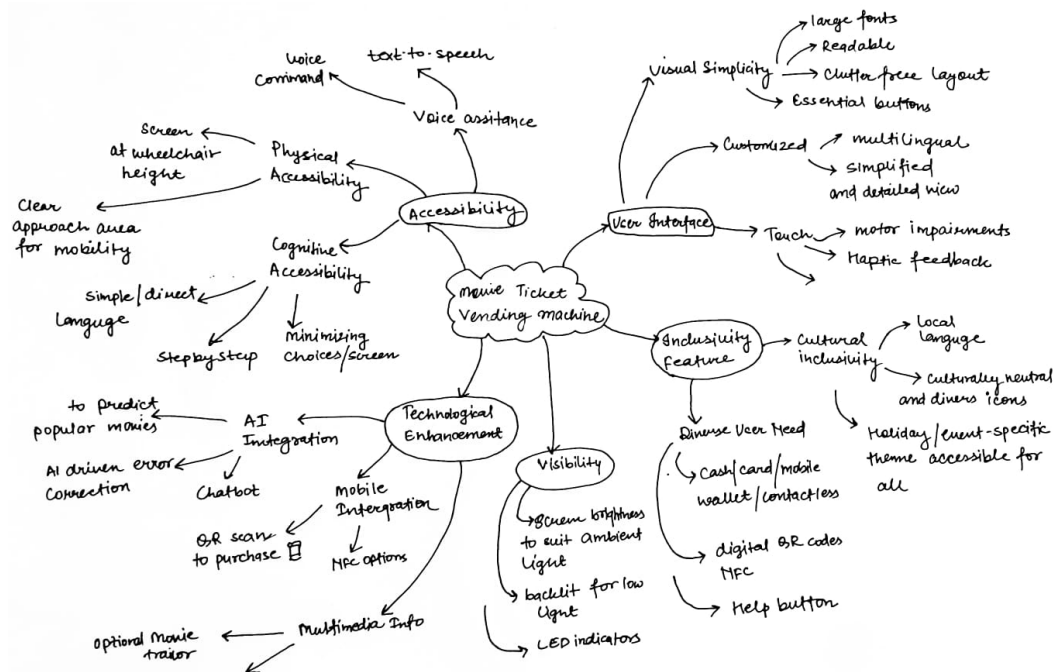 large fonts
Readable
Clutter free layout
Essential buttons
Visual Simplicity
text-to-speech
voice
command
Voice assitance
Customized
multilingual
simplified
and detailed view
Screen
at wheelchair
height
Physical
Accessibility
Clear
approach area
for mobility
Accessibility
User Interface
Touch
motor impairments
Haptic feedback
Cognitive
Accessibility
Simple/direct
Languge
Step by Step
Minimizing
Choices/screen
Movie Ticket
Vending machine
Inclusivity
Feature
Cultural
inclusivity
Local
languge
Culturally neutral
and divers icons
Holiday/event-specific
theme accessible for
all
Diverse User Need
Cash/card/mobile
wallet/contactless
digital QR codes
NFC
Help button
Technological
Enhancement
AI
Integration
to predict
popular movies
AI driven error
Correction
Chatbot
Mobile
Intergration
QR scan
to purchase
NFC options
Multimedia Info
optional Movie
trailor
Visibility
Screen brightness
to suit ambient
light
backlit for low
light
LED indicators